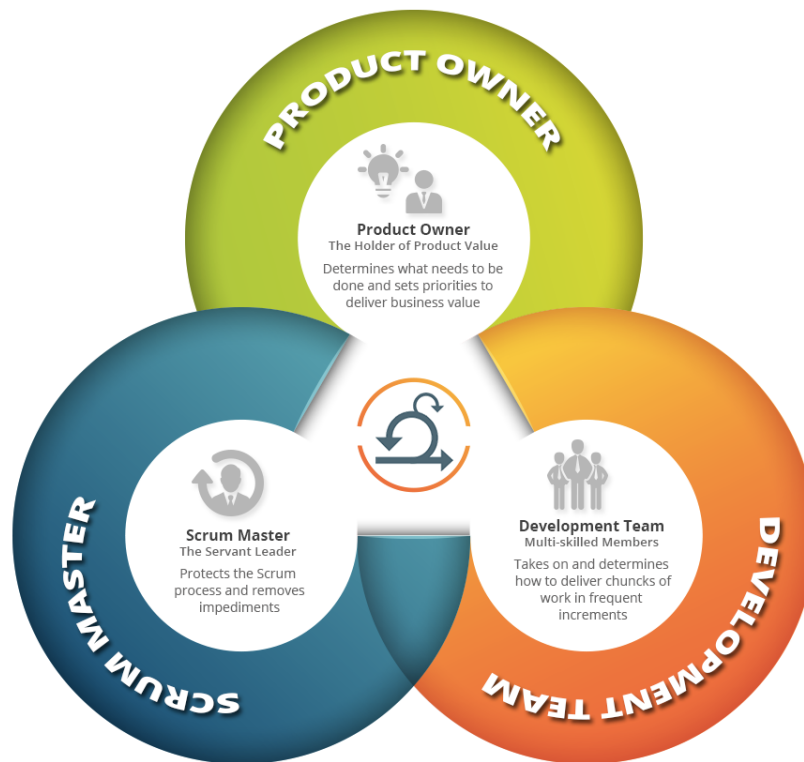 PRODUCT OWNER
Product Owner
The Holder of Product Value
Determines what needs to be
done and sets priorities to
deliver business value
SCRUM MASTER
Scrum Master
The Servant Leader
Protects the Scrum
process and removes
impediments
DEVELOPMENT TEAM
Development Team
Multi-skilled Members
Takes on and determines
how to deliver chuncks of
work in frequent
increments